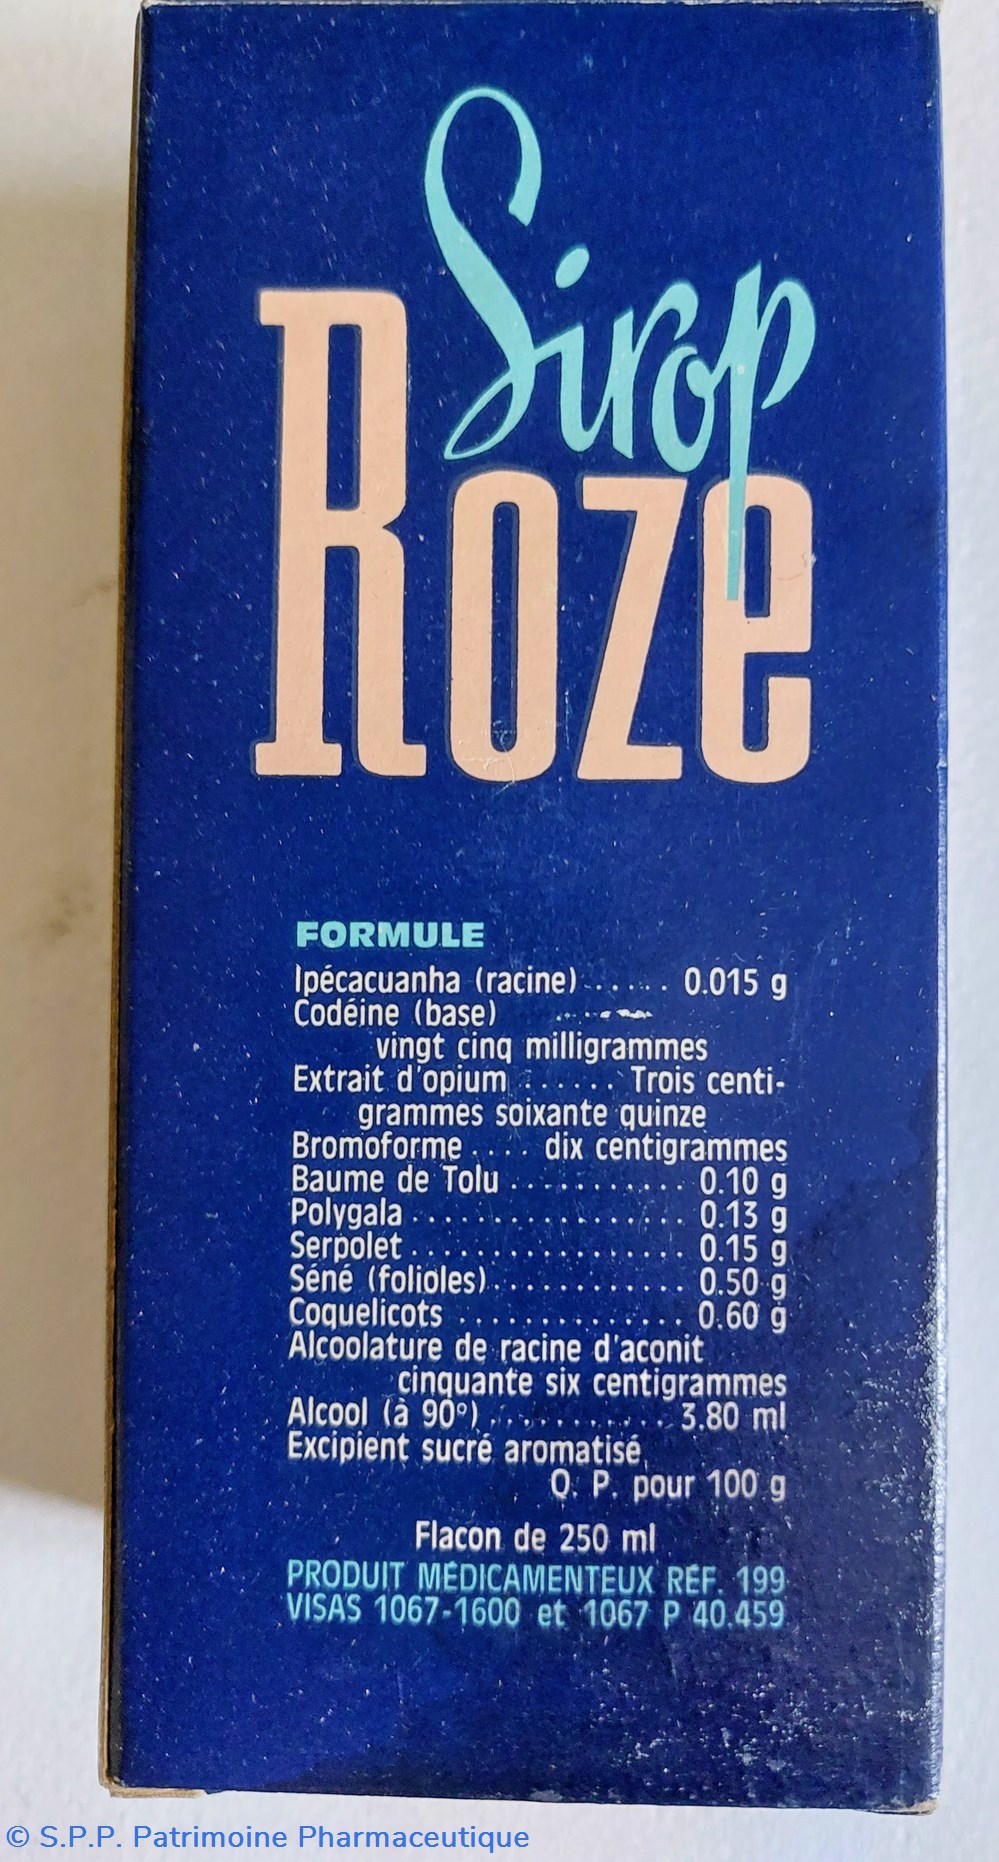 Sirop
Roze
FORMULE
Ipécacuanha (racine) ...... 0.015 g
Codéine (base) ......
vingt cinq milligrammes
Extrait d'opium ...... Trois centi-
grammes soixante quinze
Bromoforme .... dix centigrammes
Baume de Tolu ........... 0.10 g
Polygala ................. 0.13 g
Serpolet ................. 0.15 g
Séné (folioles)............ 0.50 g
Coquelicots .............. 0.60 g
Alcoolature de racine d'aconit
cinquante six centigrammes
Alcool (à 90°) ........... 3.80 ml
Excipient sucré aromatisé
Q. P. pour 100 g
Flacon de 250 ml
PRODUIT MÉDICAMENTEUX RÉF. 199
VISAS 1067-1600 et 1067 P 40.459
© S.P.P. Patrimoine Pharmaceutique